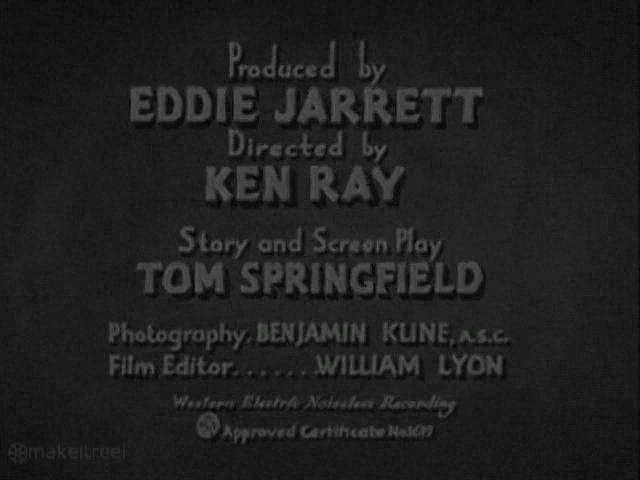 Produced by
EDDIE JARRETT
Directed by
KEN RAY
Story and Screen Play
TOM SPRINGFIELD
Photography. BENJAMIN KLINE, A.S.C.
Film Editor.......WILLIAM LYON
Western Electric Noiseless Recording
Approved Certificate No.
makeitreel